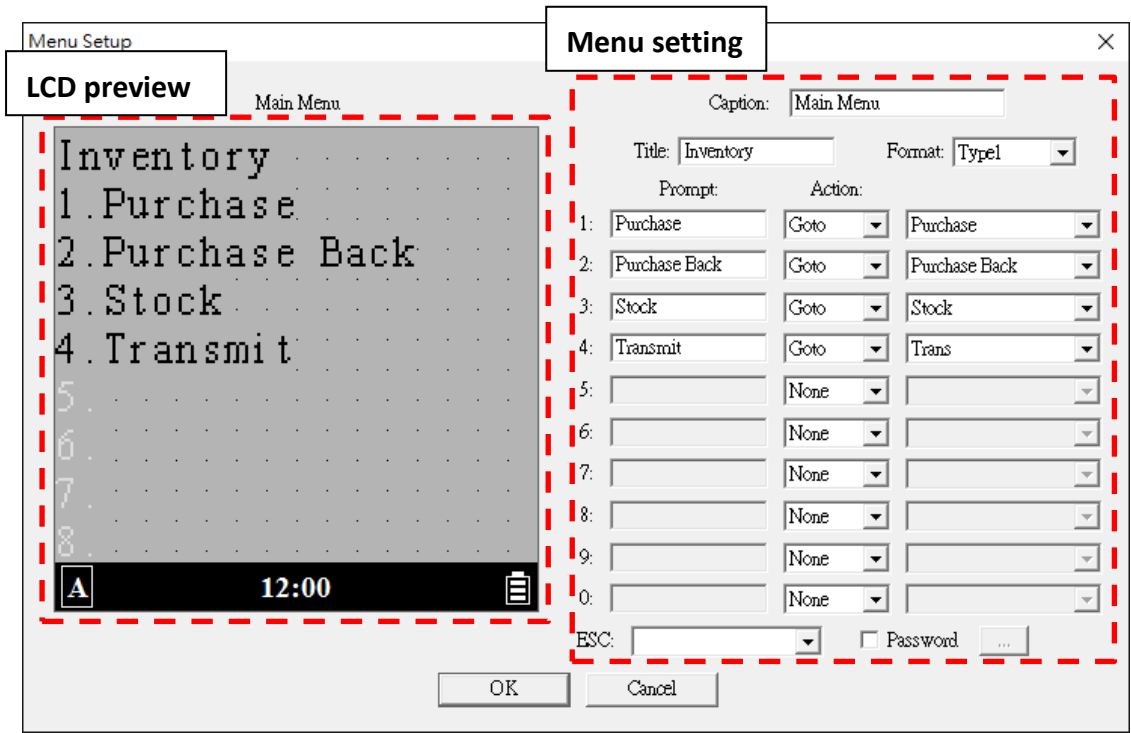 Menu Setup
Menu setting
LCD preview
Main Menu
Inventory
1.Purchase
2.Purchase Back
3.Stock
4.Transmit
5.
6.
7.
8.
A 12:00
Caption: Main Menu
Title: Inventory Format: Type1
Prompt: Action:
1: Purchase Goto Purchase
2: Purchase Back Goto Purchase Back
3: Stock Goto Stock
4: Transmit Goto Trans
5: None
6: None
7: None
8: None
9: None
0: None
ESC: Password ...
OK Cancel